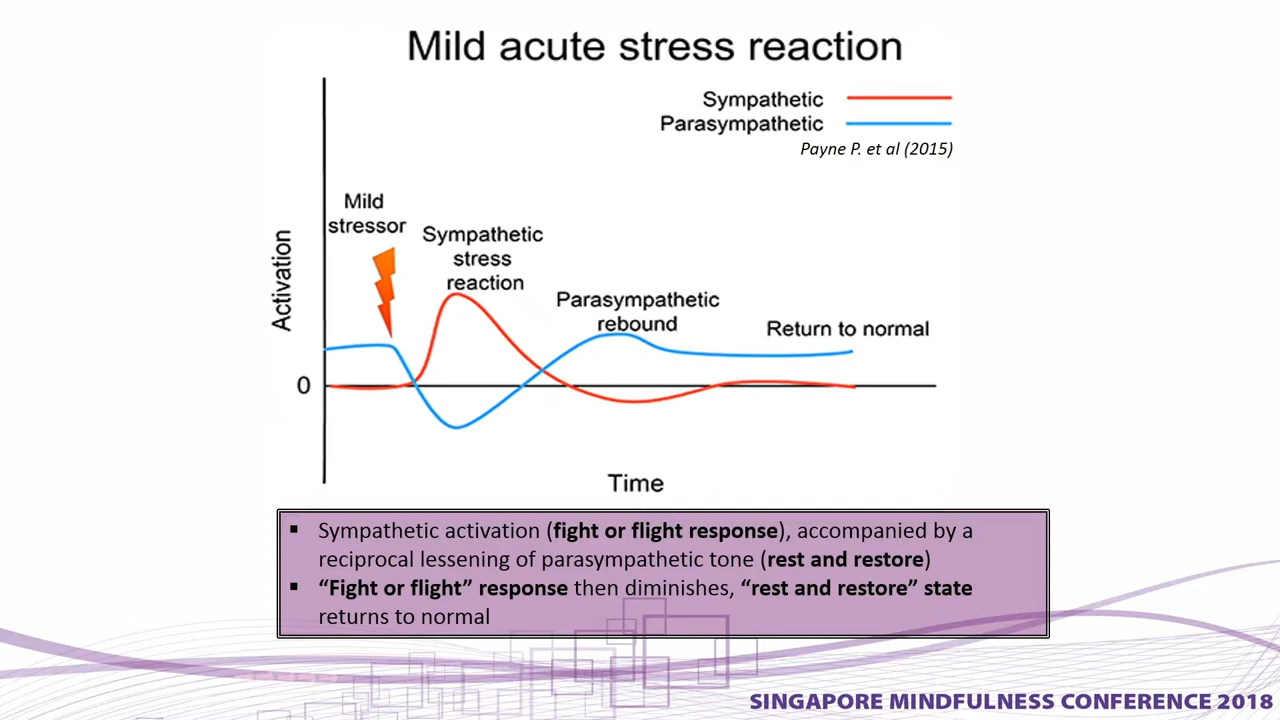 Mild acute stress reaction
Sympathetic
Parasympathetic
Payne P. et al (2015)
Mild
stressor
Sympathetic
stress
reaction
Parasympathetic
rebound
Return to normal
Activation
0
Time
▪ Sympathetic activation (fight or flight response), accompanied by a
reciprocal lessening of parasympathetic tone (rest and restore)
▪ “Fight or flight” response then diminishes, “rest and restore” state
returns to normal
SINGAPORE MINDFULNESS CONFERENCE 2018